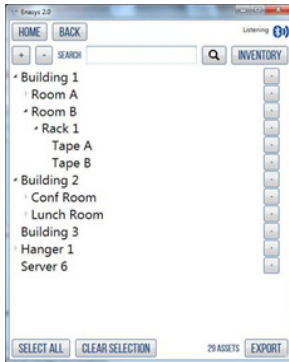 Enasys 2.0
HOME BACK Listening
+ - SEARCH INVENTORY
Building 1
Room A
Room B
Rack 1
Tape A
Tape B
Building 2
Conf Room
Lunch Room
Building 3
Hanger 1
Server 6
SELECT ALL CLEAR SELECTION 29 ASSETS EXPORT